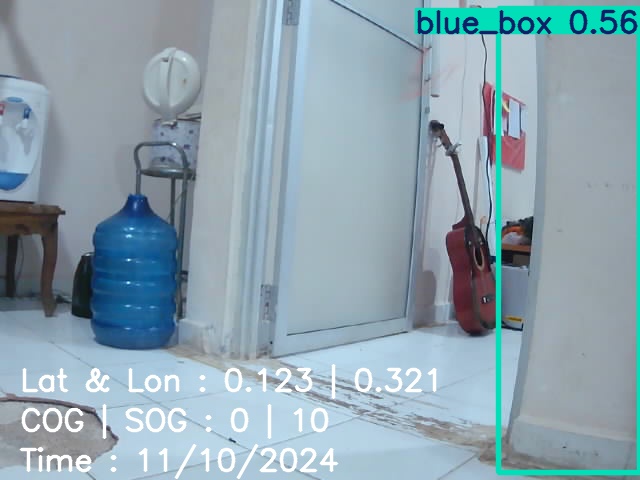 blue_box 0.56
Lat & Lon : 0.123 | 0.321
COG | SOG : 0 | 10
Time : 11/10/2024